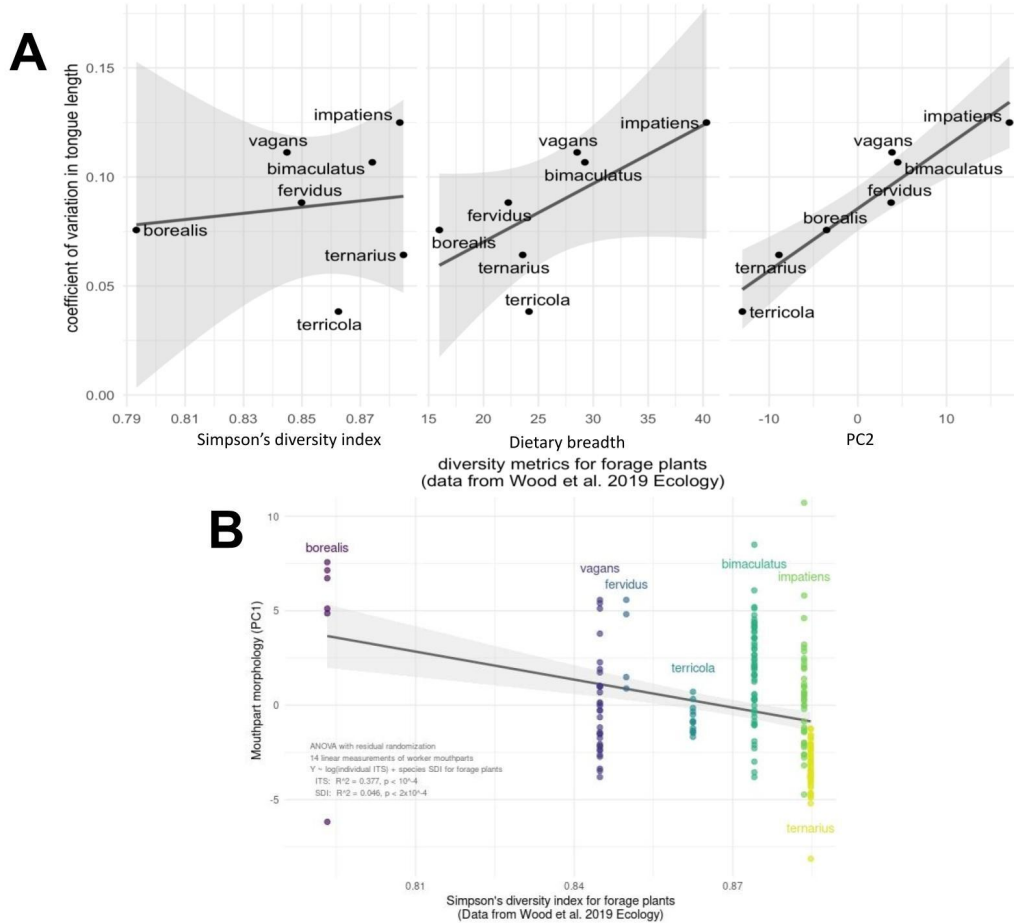 A
coefficient of variation in tongue length
0.15
0.10
0.05
0.00
impatiens
vagans
bimaculatus
fervidus
borealis
ternarius
terricola
0.79 0.81 0.83 0.85 0.87
Simpson's diversity index
impatiens
vagans
bimaculatus
fervidus
borealis
ternarius
terricola
15 20 25 30 35 40
Dietary breadth
impatiens
vagans
bimaculatus
fervidus
borealis
ternarius
terricola
-10 0 10
PC2
diversity metrics for forage plants
(data from Wood et al. 2019 Ecology)
B
Mouthpart morphology (PC1)
10
5
0
-5
borealis
vagans
fervidus
terricola
bimaculatus
impatiens
ternarius
ANOVA with residual randomization
14 linear measurements of worker mouthparts
Y ~ log(individual ITS) + species SDI for forage plants
ITS: R^2 = 0.377, p < 10^-4
SDI: R^2 = 0.046, p < 2x10^-4
0.81 0.84 0.87
Simpson's diversity index for forage plants
(Data from Wood et al. 2019 Ecology)